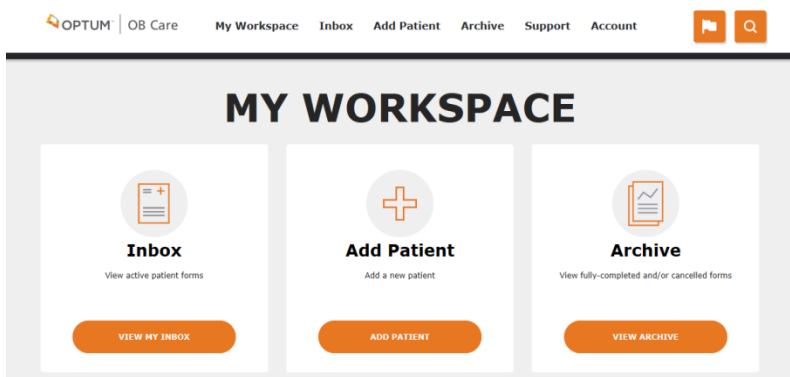 OPTUM™ OB Care My Workspace Inbox Add Patient Archive Support Account
MY WORKSPACE
Inbox
View active patient forms
VIEW MY INBOX
Add Patient
Add a new patient
ADD PATIENT
Archive
View fully-completed and/or cancelled forms
VIEW ARCHIVE